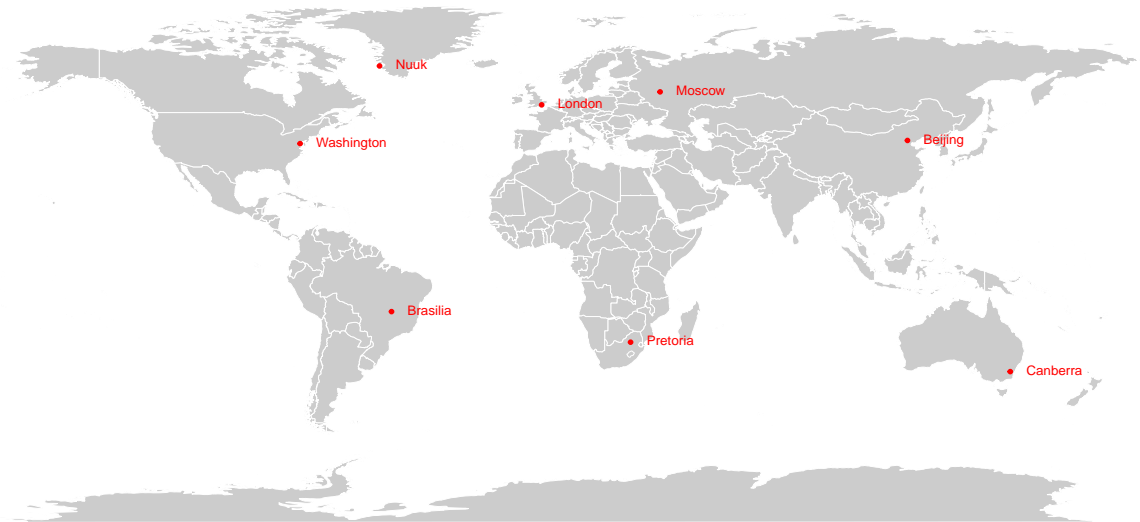 Nuuk
Moscow
London
Washington
Beijing
Brasilia
Pretoria
Canberra